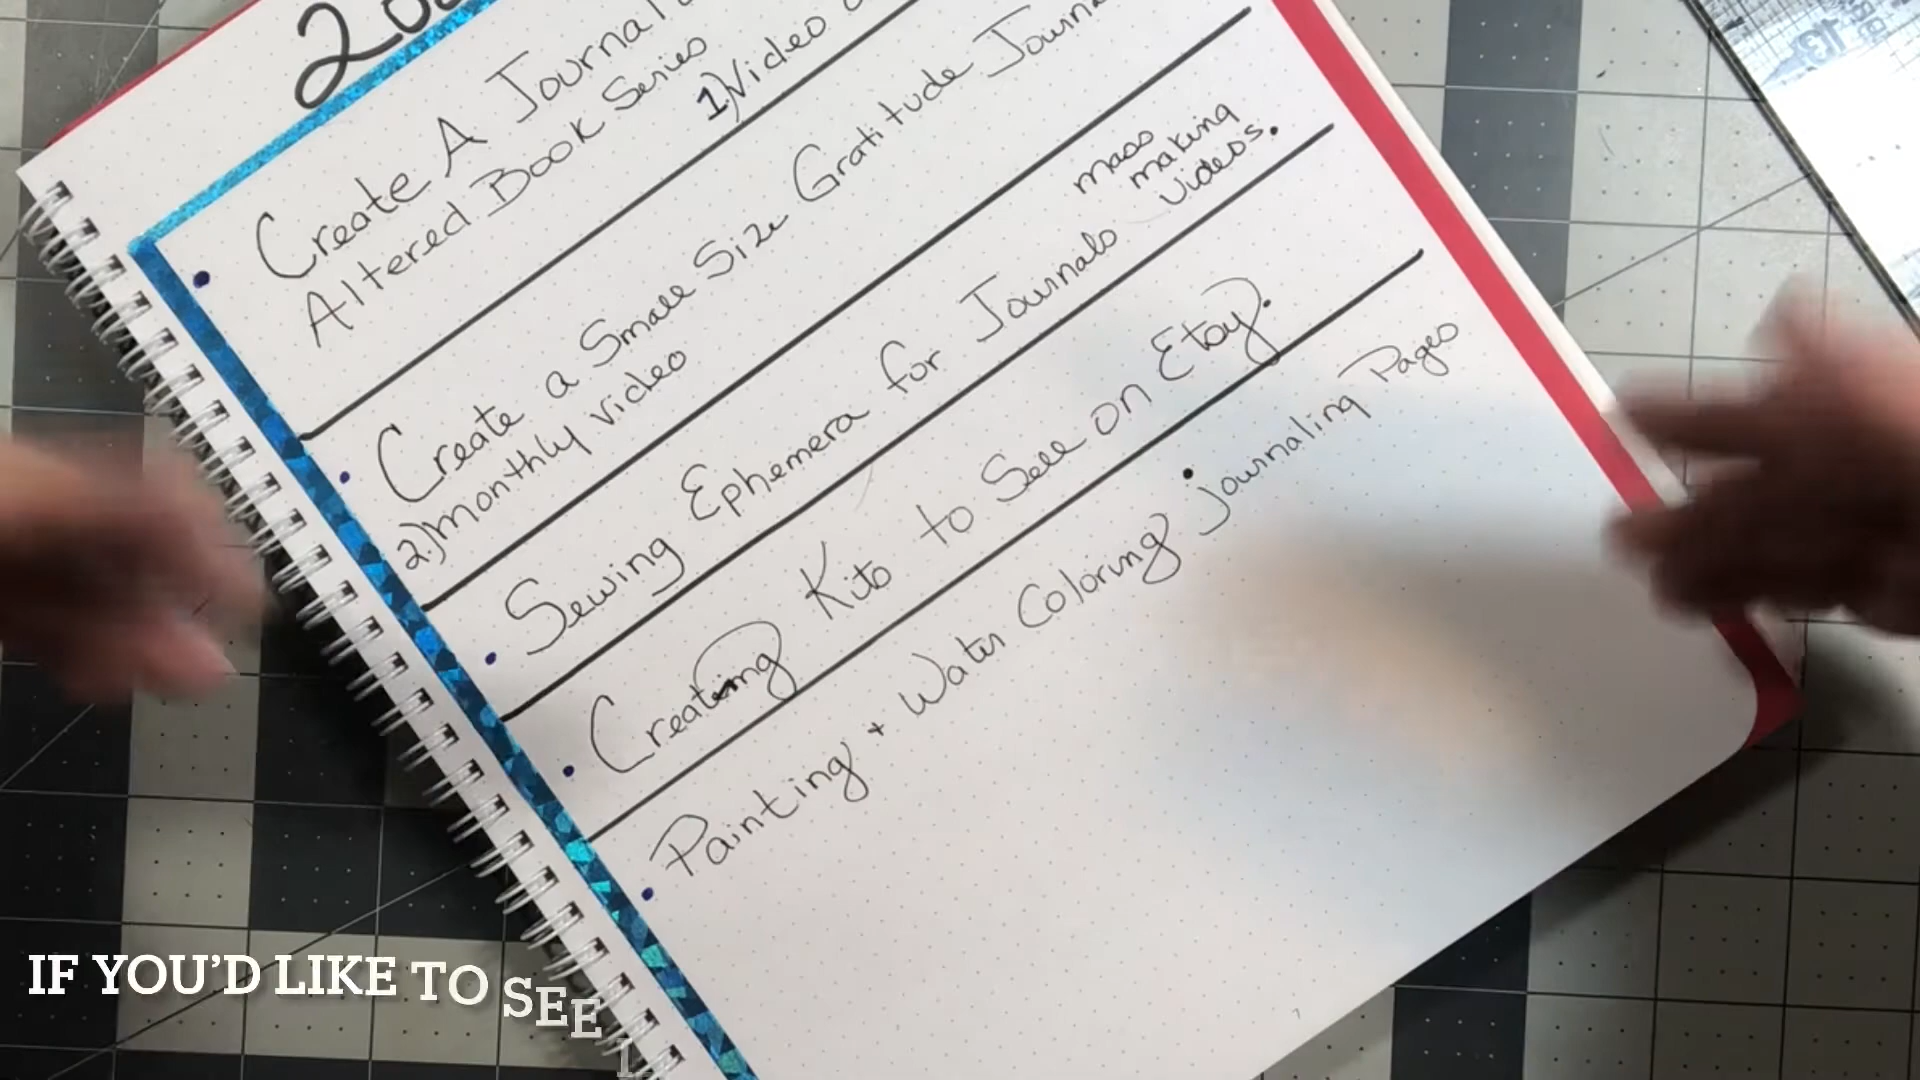 Create A Journal
Altered Book Series
1) Video
Create a Small Size Gratitude
2.) monthly video
Sewing Ephemera for Journals
mass
making
videos.
Creating Kits to Sell on Etsy.
Painting + Water Coloring Journaling Pages
IF YOU'D LIKE TO SEE
13